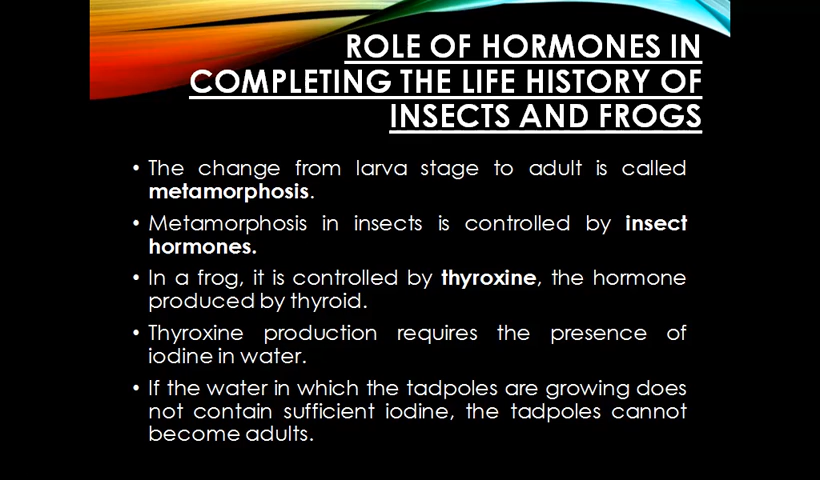 ROLE OF HORMONES IN
COMPLETING THE LIFE HISTORY OF
INSECTS AND FROGS
• The change from larva stage to adult is called
metamorphosis.
• Metamorphosis in insects is controlled by insect
hormones.
• In a frog, it is controlled by thyroxine, the hormone
produced by thyroid.
• Thyroxine production requires the presence of
iodine in water.
• If the water in which the tadpoles are growing does
not contain sufficient iodine, the tadpoles cannot
become adults.